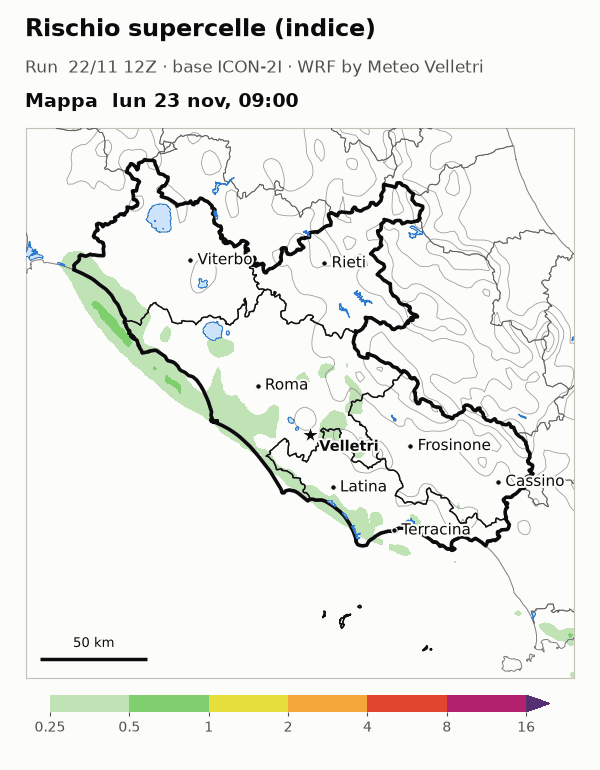 Rischio supercelle (indice)
Run  22/11 12Z · base ICON-2I · WRF by Meteo Velletri
Mappa  lun 23 nov, 09:00
Viterbo
Rieti
Roma
Velletri
Frosinone
Latina
Cassino
Terracina
50 km
0.25 0.5 1 2 4 8 16